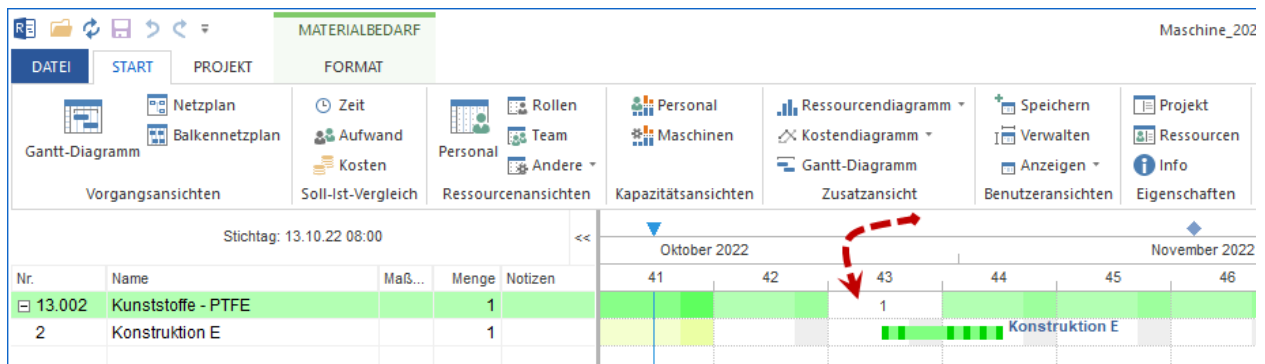 MATERIALBEDARF Maschine_202
DATEI START PROJEKT FORMAT
Gantt-Diagramm
Netzplan
Balkennetzplan
Vorgangsansichten
Zeit
Aufwand
Kosten
Soll-Ist-Vergleich
Personal
Rollen
Team
Andere
Ressourcenansichten
Personal
Maschinen
Kapazitätsansichten
Ressourcendiagramm
Kostendiagramm
Gantt-Diagramm
Zusatzansicht
Speichern
Verwalten
Anzeigen
Benutzeransichten
Projekt
Ressourcen
Info
Eigenschaften
Stichtag: 13.10.22 08:00 <<
Oktober 2022 November 2022
Nr. Name Maß... Menge Notizen 41 42 43 44 45 46
13.002 Kunststoffe - PTFE 1 1
2 Konstruktion E 1 Konstruktion E